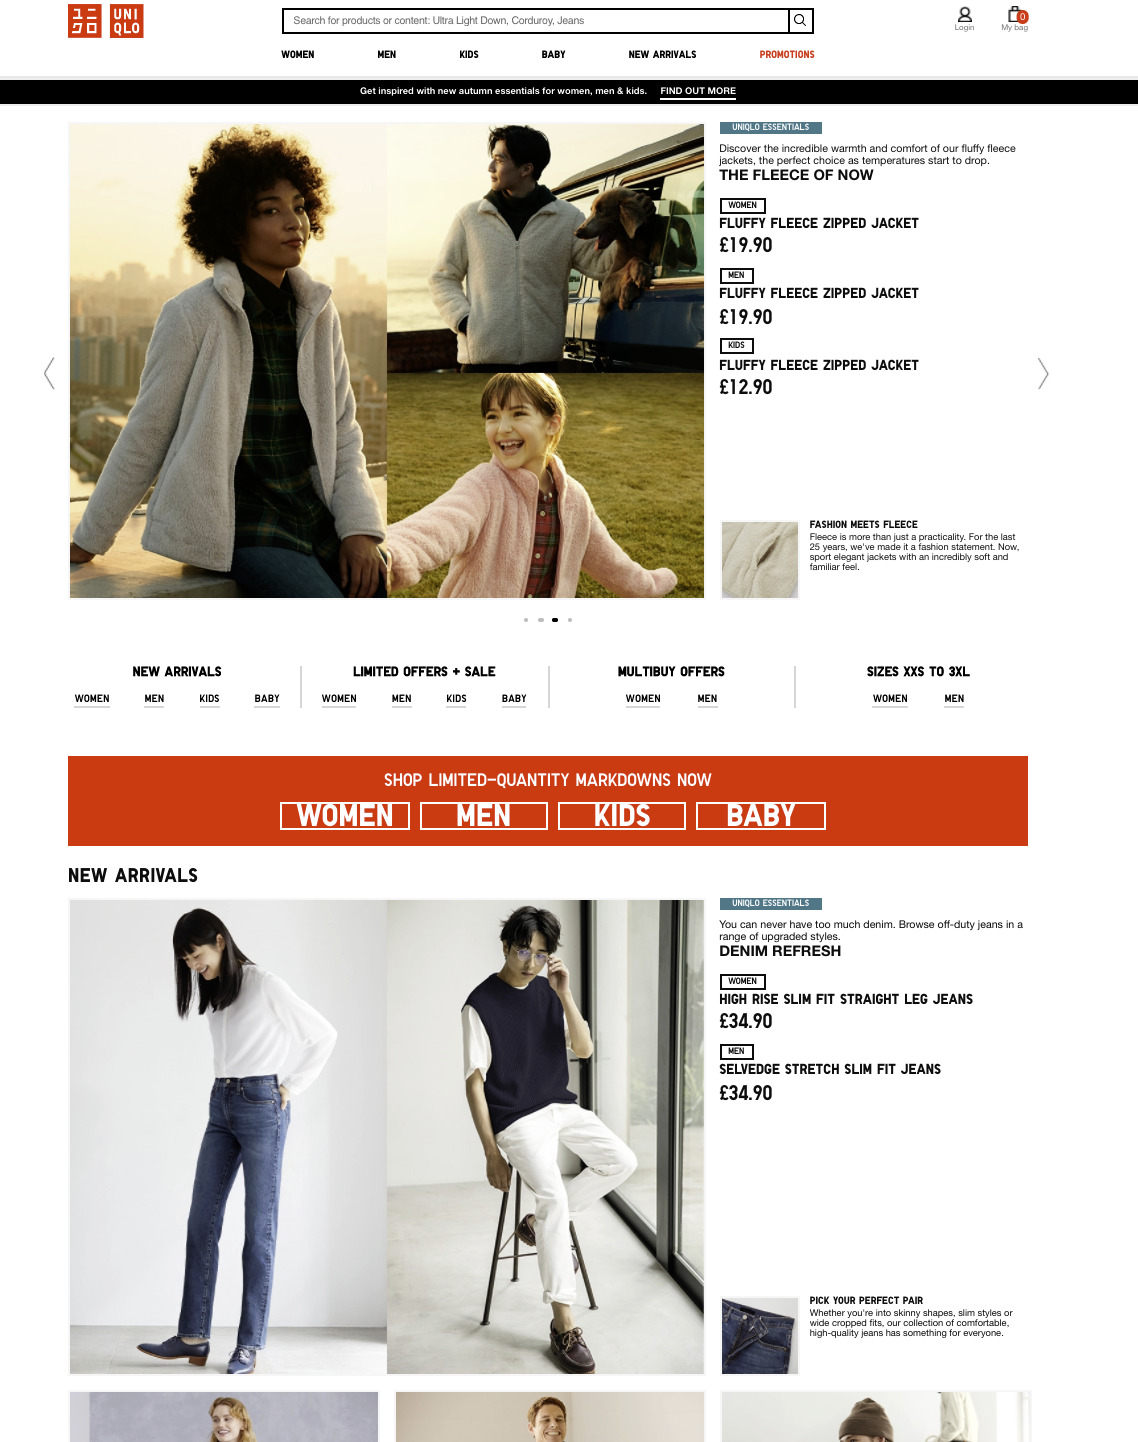 ユニ
クロ
UNI
QLO
Search for products or content: Ultra Light Down, Corduroy, Jeans
Login
0
My bag
WOMEN
MEN
KIDS
BABY
NEW ARRIVALS
PROMOTIONS
Get inspired with new autumn essentials for women, men & kids. FIND OUT MORE
UNIQLO ESSENTIALS
Discover the incredible warmth and comfort of our fluffy fleece
jackets, the perfect choice as temperatures start to drop.
THE FLEECE OF NOW
WOMEN
FLUFFY FLEECE ZIPPED JACKET
£19.90
MEN
FLUFFY FLEECE ZIPPED JACKET
£19.90
KIDS
FLUFFY FLEECE ZIPPED JACKET
£12.90
FASHION MEETS FLEECE
Fleece is more than just a practicality. For the last
25 years, we've made it a fashion statement. Now,
sport elegant jackets with an incredibly soft and
familiar feel.
NEW ARRIVALS
WOMEN MEN KIDS BABY
LIMITED OFFERS + SALE
WOMEN MEN KIDS BABY
MULTIBUY OFFERS
WOMEN MEN
SIZES XXS TO 3XL
WOMEN MEN
SHOP LIMITED-QUANTITY MARKDOWNS NOW
WOMEN MEN KIDS BABY
NEW ARRIVALS
UNIQLO ESSENTIALS
You can never have too much denim. Browse off-duty jeans in a
range of upgraded styles.
DENIM REFRESH
WOMEN
HIGH RISE SLIM FIT STRAIGHT LEG JEANS
£34.90
MEN
SELVEDGE STRETCH SLIM FIT JEANS
£34.90
PICK YOUR PERFECT PAIR
Whether you're into skinny shapes, slim styles or
wide cropped fits, our collection of comfortable,
high-quality jeans has something for everyone.